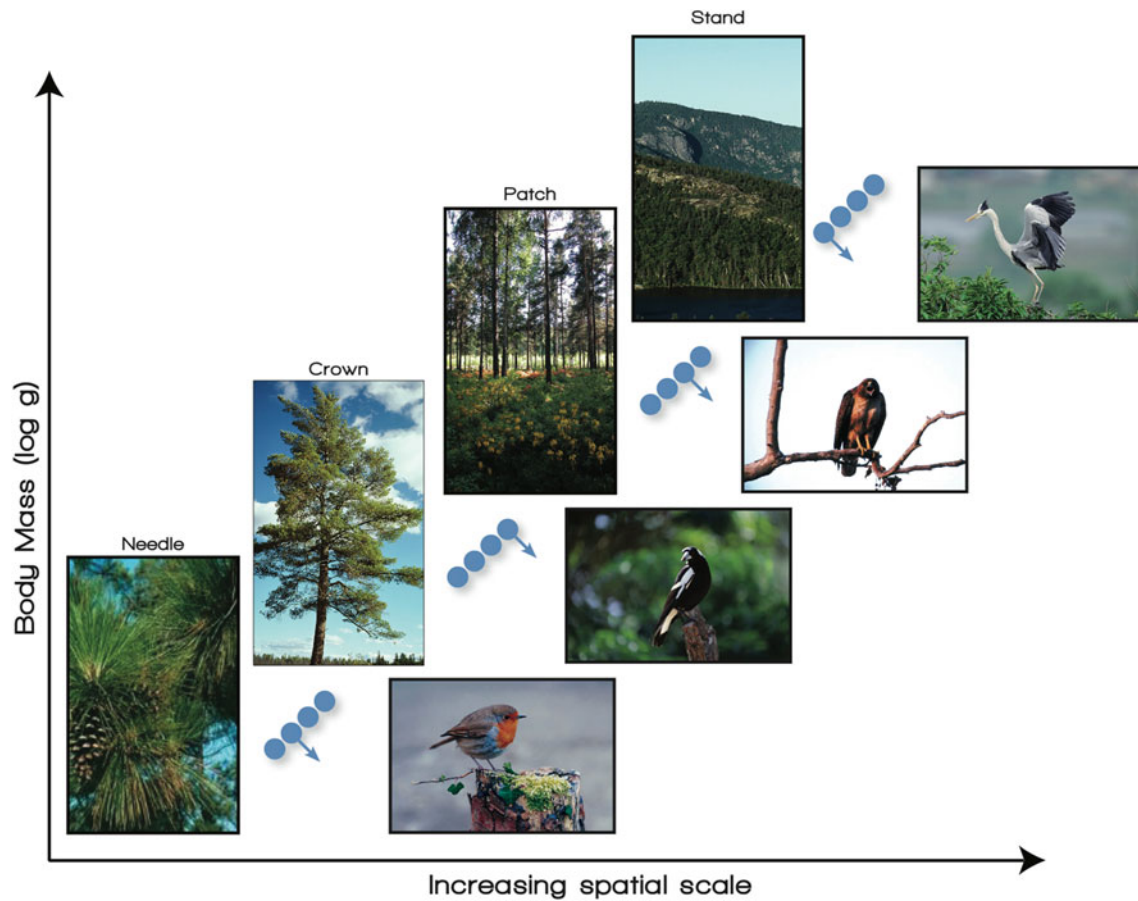 Stand
Patch
Crown
Needle
Body Mass (log g)
Increasing spatial scale